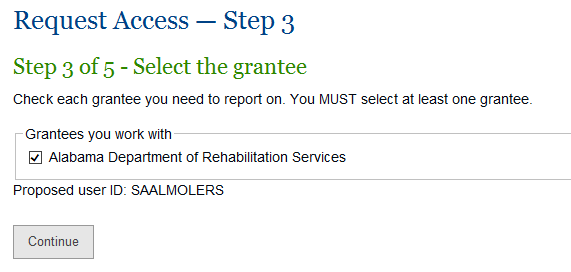 Request Access — Step 3
Step 3 of 5 - Select the grantee
Check each grantee you need to report on. You MUST select at least one grantee.
Grantees you work with
Alabama Department of Rehabilitation Services
Proposed user ID: SAALMOLERS
Continue